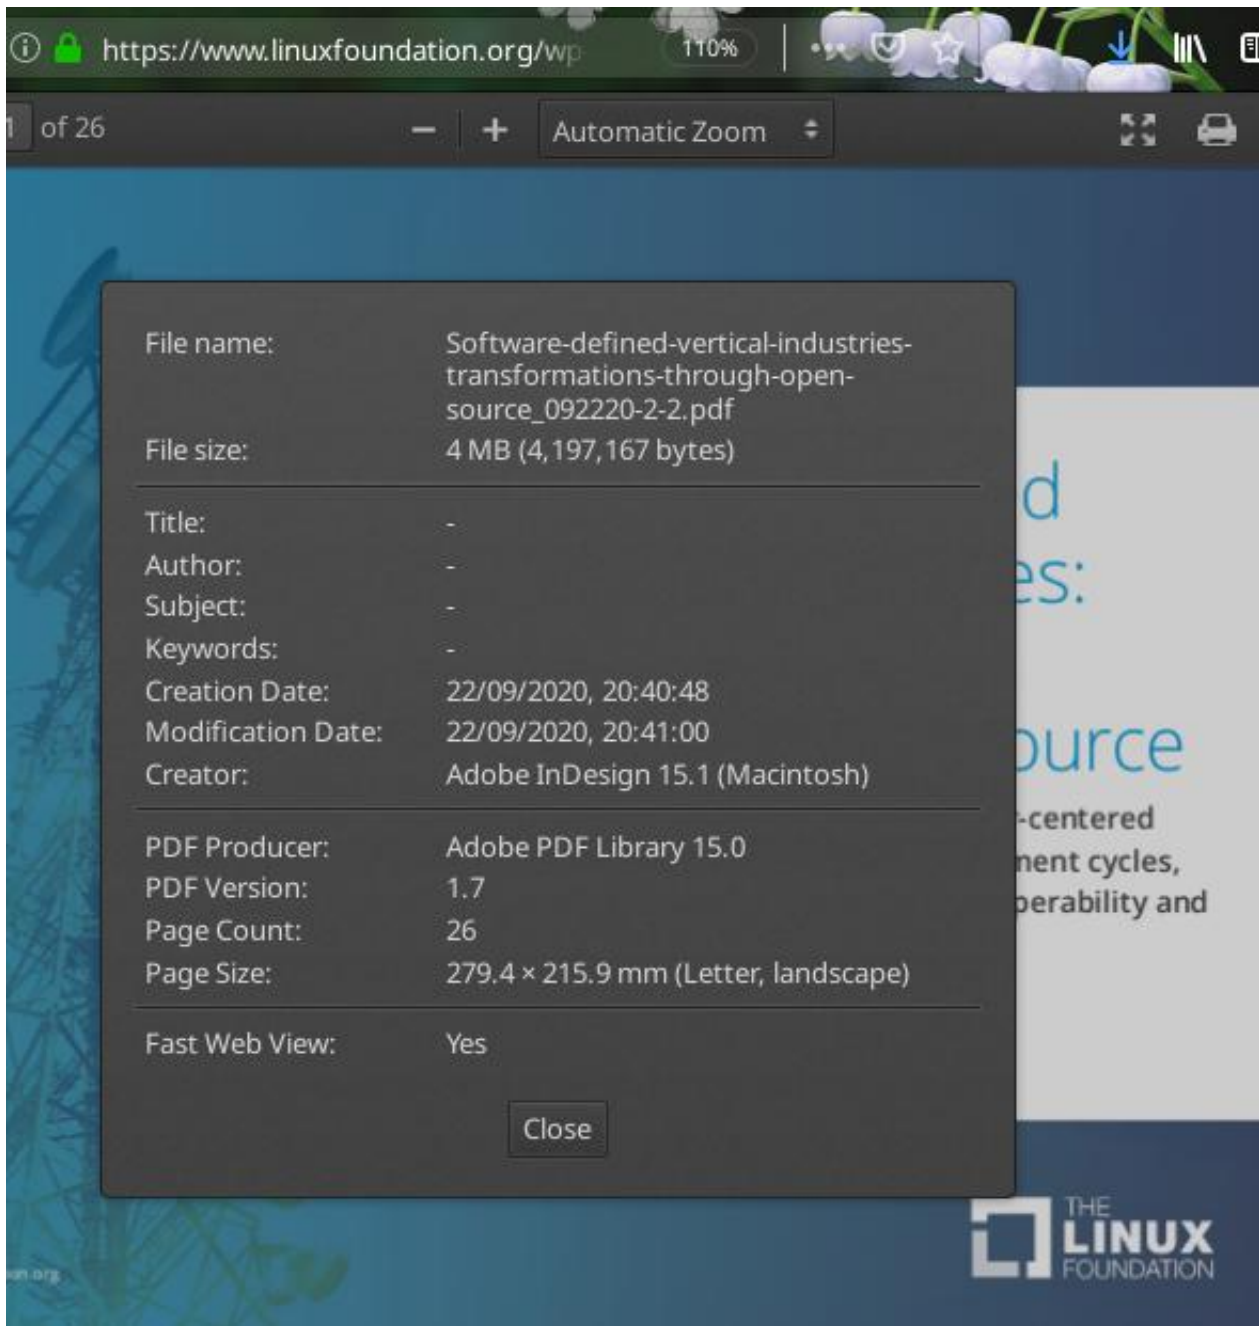 https://www.linuxfoundation.org/wp
110%
1 of 26
Automatic Zoom
File name:
Software-defined-vertical-industries-
transformations-through-open-
source_092220-2-2.pdf
File size:
4 MB (4,197,167 bytes)
Title:
-
Author:
-
Subject:
-
Keywords:
-
Creation Date:
22/09/2020, 20:40:48
Modification Date:
22/09/2020, 20:41:00
Creator:
Adobe InDesign 15.1 (Macintosh)
PDF Producer:
Adobe PDF Library 15.0
PDF Version:
1.7
Page Count:
26
Page Size:
279.4 × 215.9 mm (Letter, landscape)
Fast Web View:
Yes
Close
d
es:
ource
-centered
ment cycles,
perability and
THE
LINUX
FOUNDATION
on.org